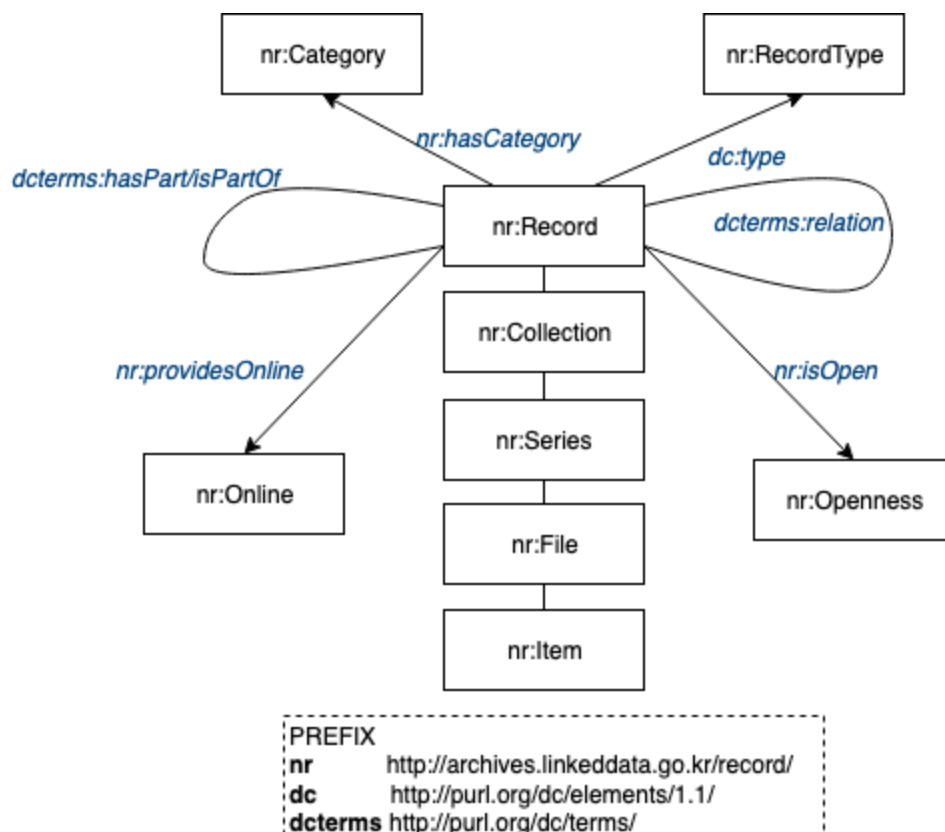 nr:Category
nr:RecordType
nr:hasCategory
dc:type
dcterms:hasPart/isPartOf
nr:Record
dcterms:relation
nr:Collection
nr:providesOnline
nr:isOpen
nr:Series
nr:Online
nr:Openness
nr:File
nr:Item
PREFIX
nr http://archives.linkeddata.go.kr/record/
dc http://purl.org/dc/elements/1.1/
dcterms http://purl.org/dc/terms/